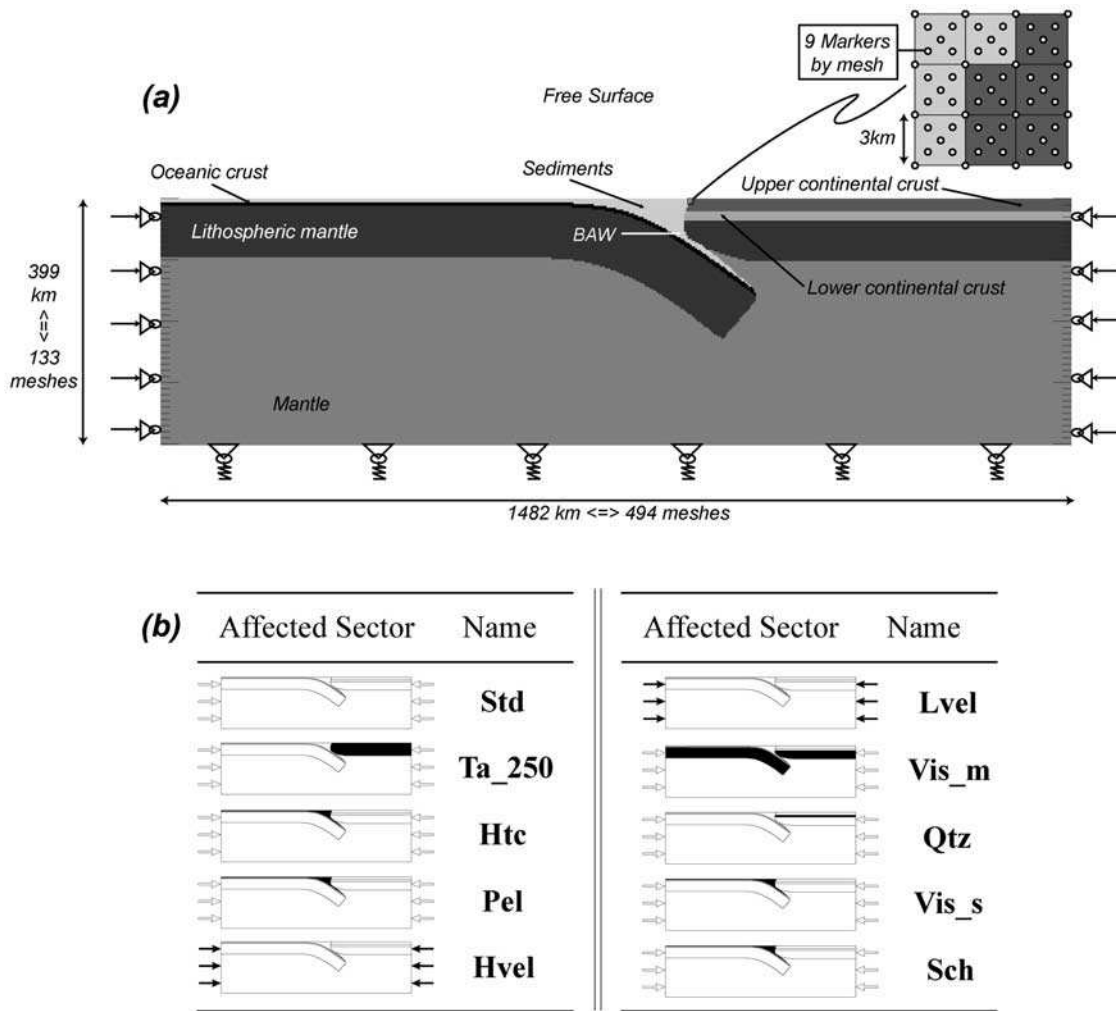 (a)
9 Markers
by mesh
Free Surface
3km
Oceanic crust
Sediments
Upper continental crust
Lithospheric mantle
BAW
Lower continental crust
399
km
<=>
133
meshes
Mantle
1482 km <=> 494 meshes
(b)
Affected Sector Name
Std
Ta_250
Htc
Pel
Hvel
Affected Sector Name
Lvel
Vis_m
Qtz
Vis_s
Sch